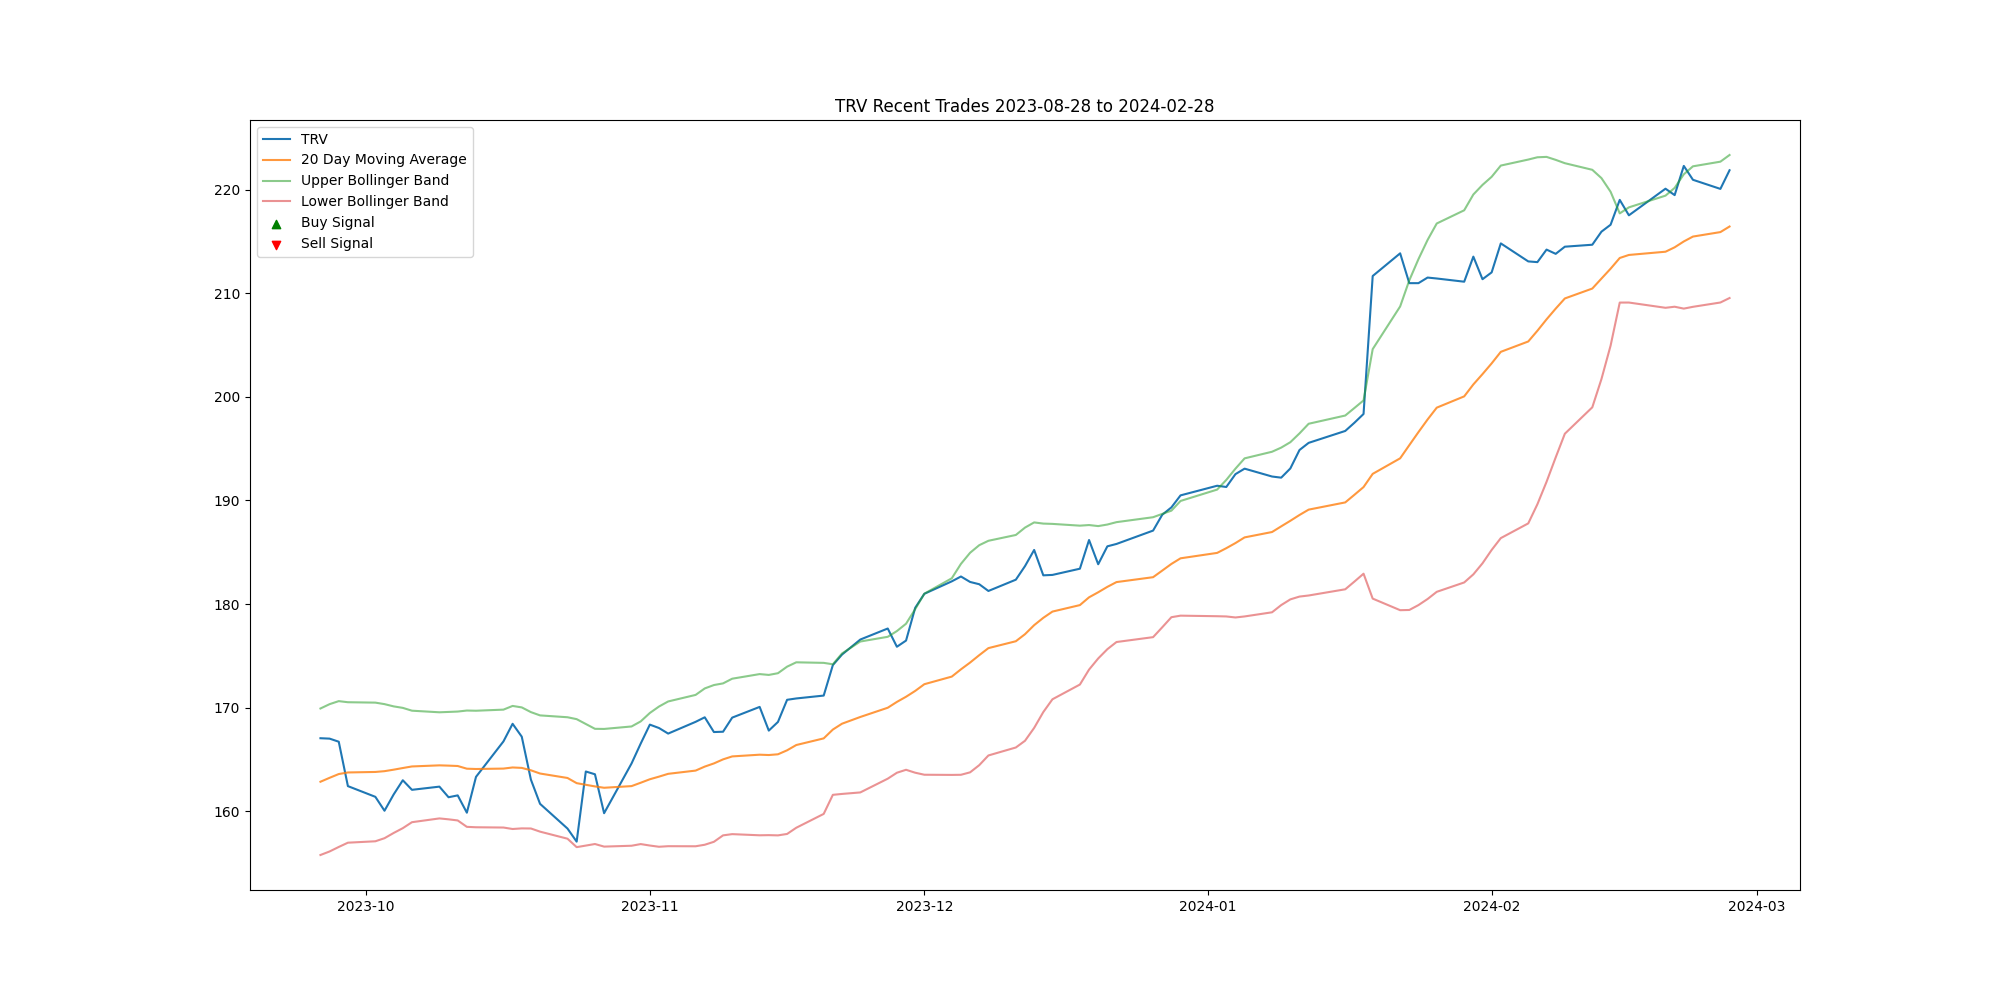 TRV Recent Trades 2023-08-28 to 2024-02-28
TRV
20 Day Moving Average
Upper Bollinger Band
Lower Bollinger Band
Buy Signal
Sell Signal
220
210
200
190
180
170
160
2023-10
2023-11
2023-12
2024-01
2024-02
2024-03